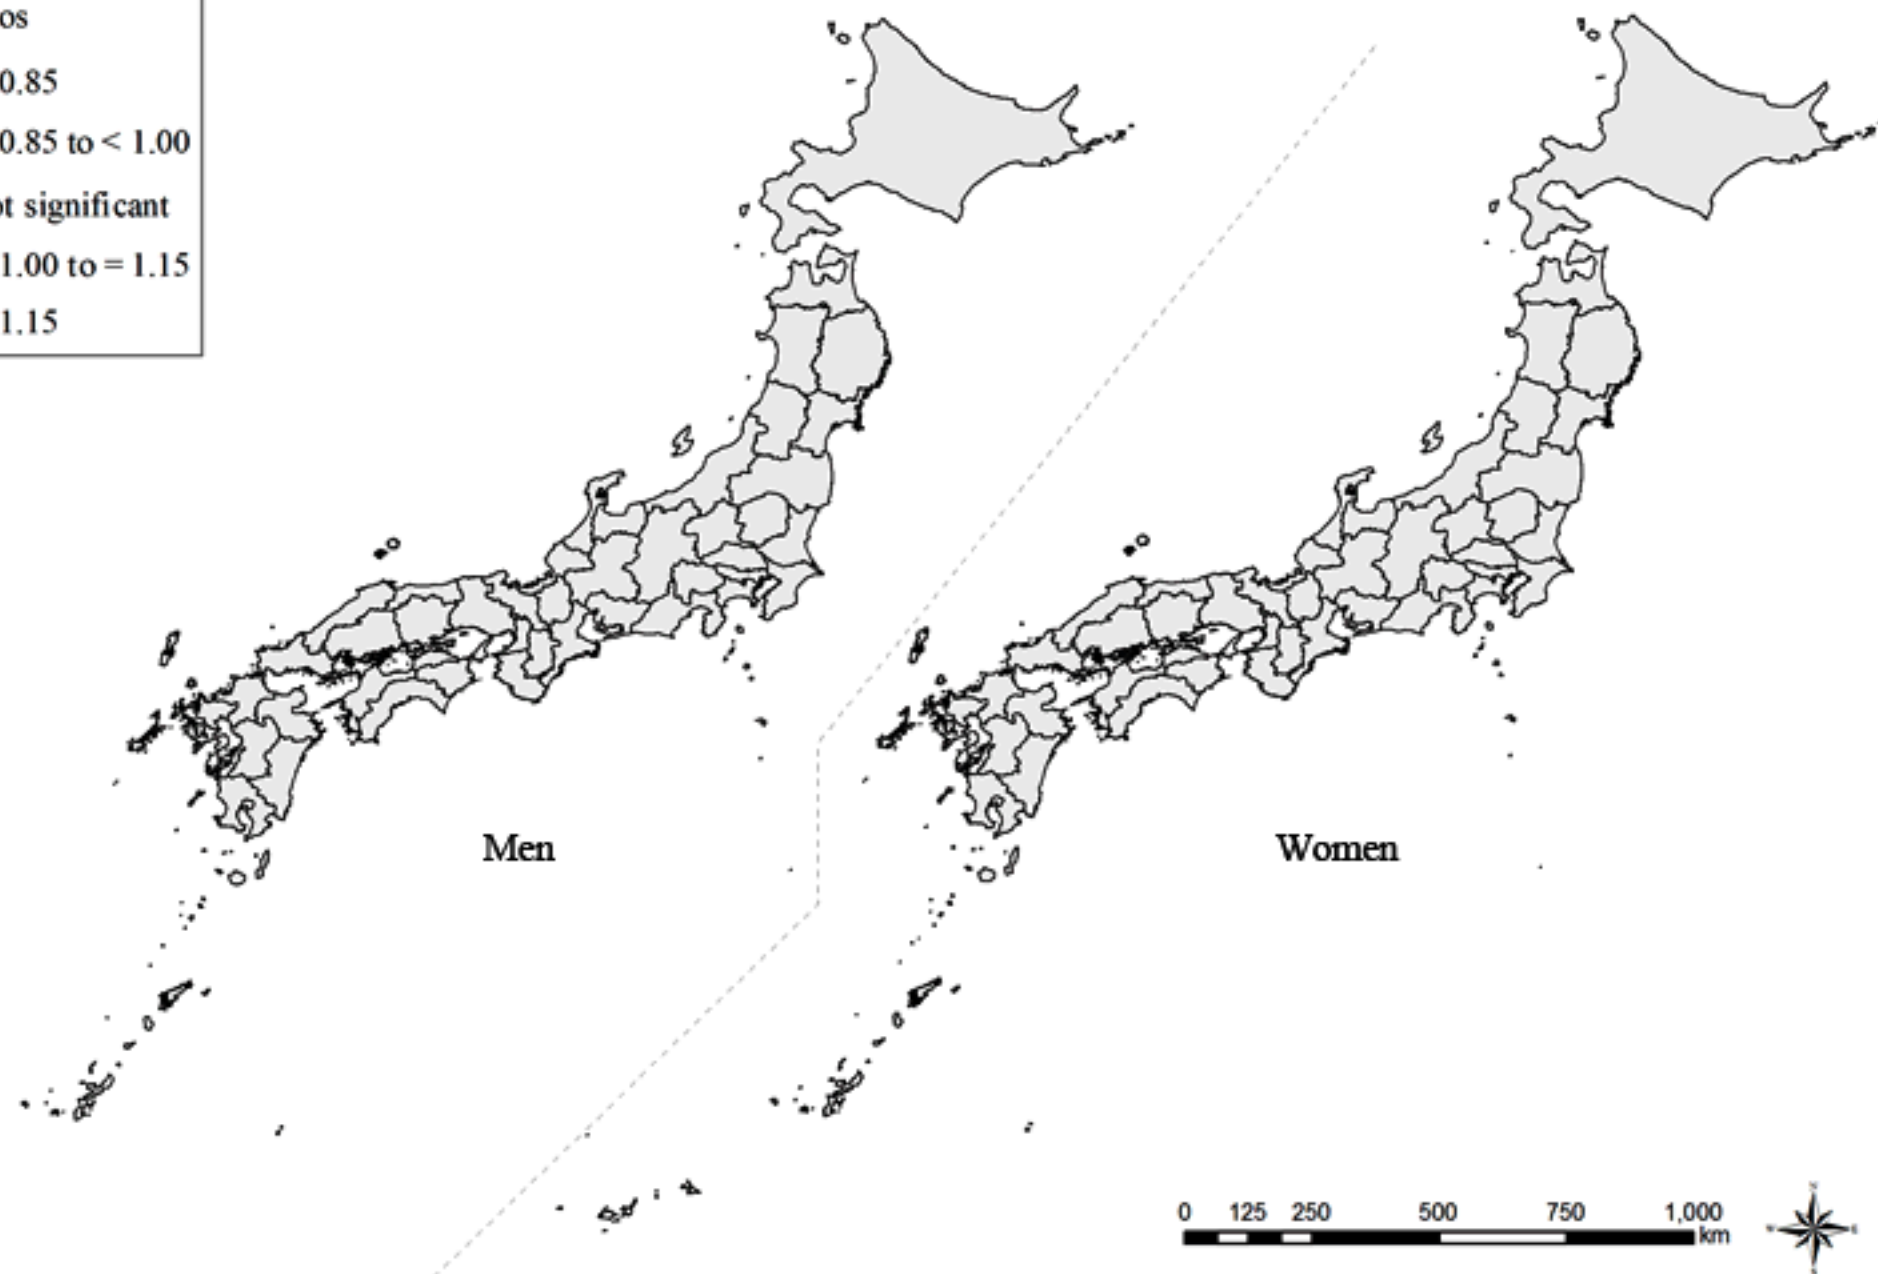 os
0.85
0.85 to < 1.00
ot significant
1.00 to = 1.15
1.15
Men
Women
0 125 250 500 750 1,000
km